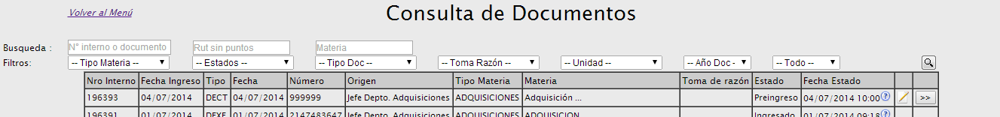 Volver al Menú
Consulta de Documentos
Busqueda : N° interno o documento Rut sin puntos Materia
Filtros: -- Tipo Materia -- -- Estados -- -- Tipo Doc -- -- Toma Razón -- -- Unidad -- -- Año Doc - -- Todo --
Nro Interno Fecha Ingreso Tipo Fecha Número Origen Tipo Materia Materia Toma de razón Estado Fecha Estado
196393 04/07/2014 DECT 04/07/2014 999999 Jefe Depto. Adquisiciones ADQUISICIONES Adquisición ... Preingreso 04/07/2014 10:00 ? >>
196391 01/07/2014 DEXE 01/07/2014 2147483647 Jefe Depto. Adquisiciones ADQUISICIONES ADQUISICION Ingresado 01/07/2014 09:18 ?